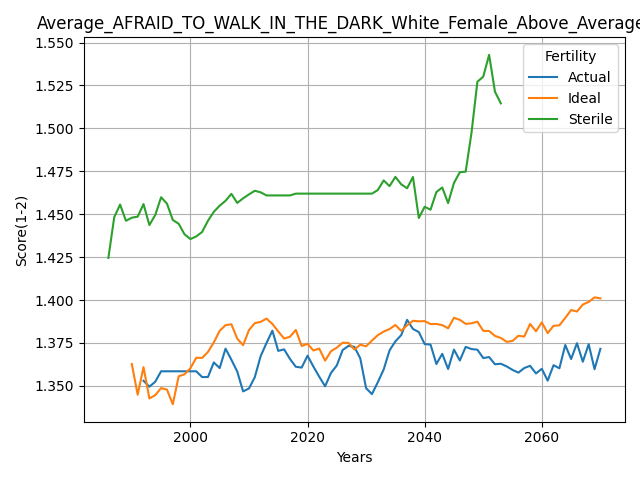 Average_AFRAID_TO_WALK_IN_THE_DARK_White_Female_Above_Average
Fertility
Actual
Ideal
Sterile
1.550
1.525
1.500
1.475
1.450
1.425
1.400
1.375
1.350
Score(1-2)
2000
2020
2040
2060
Years